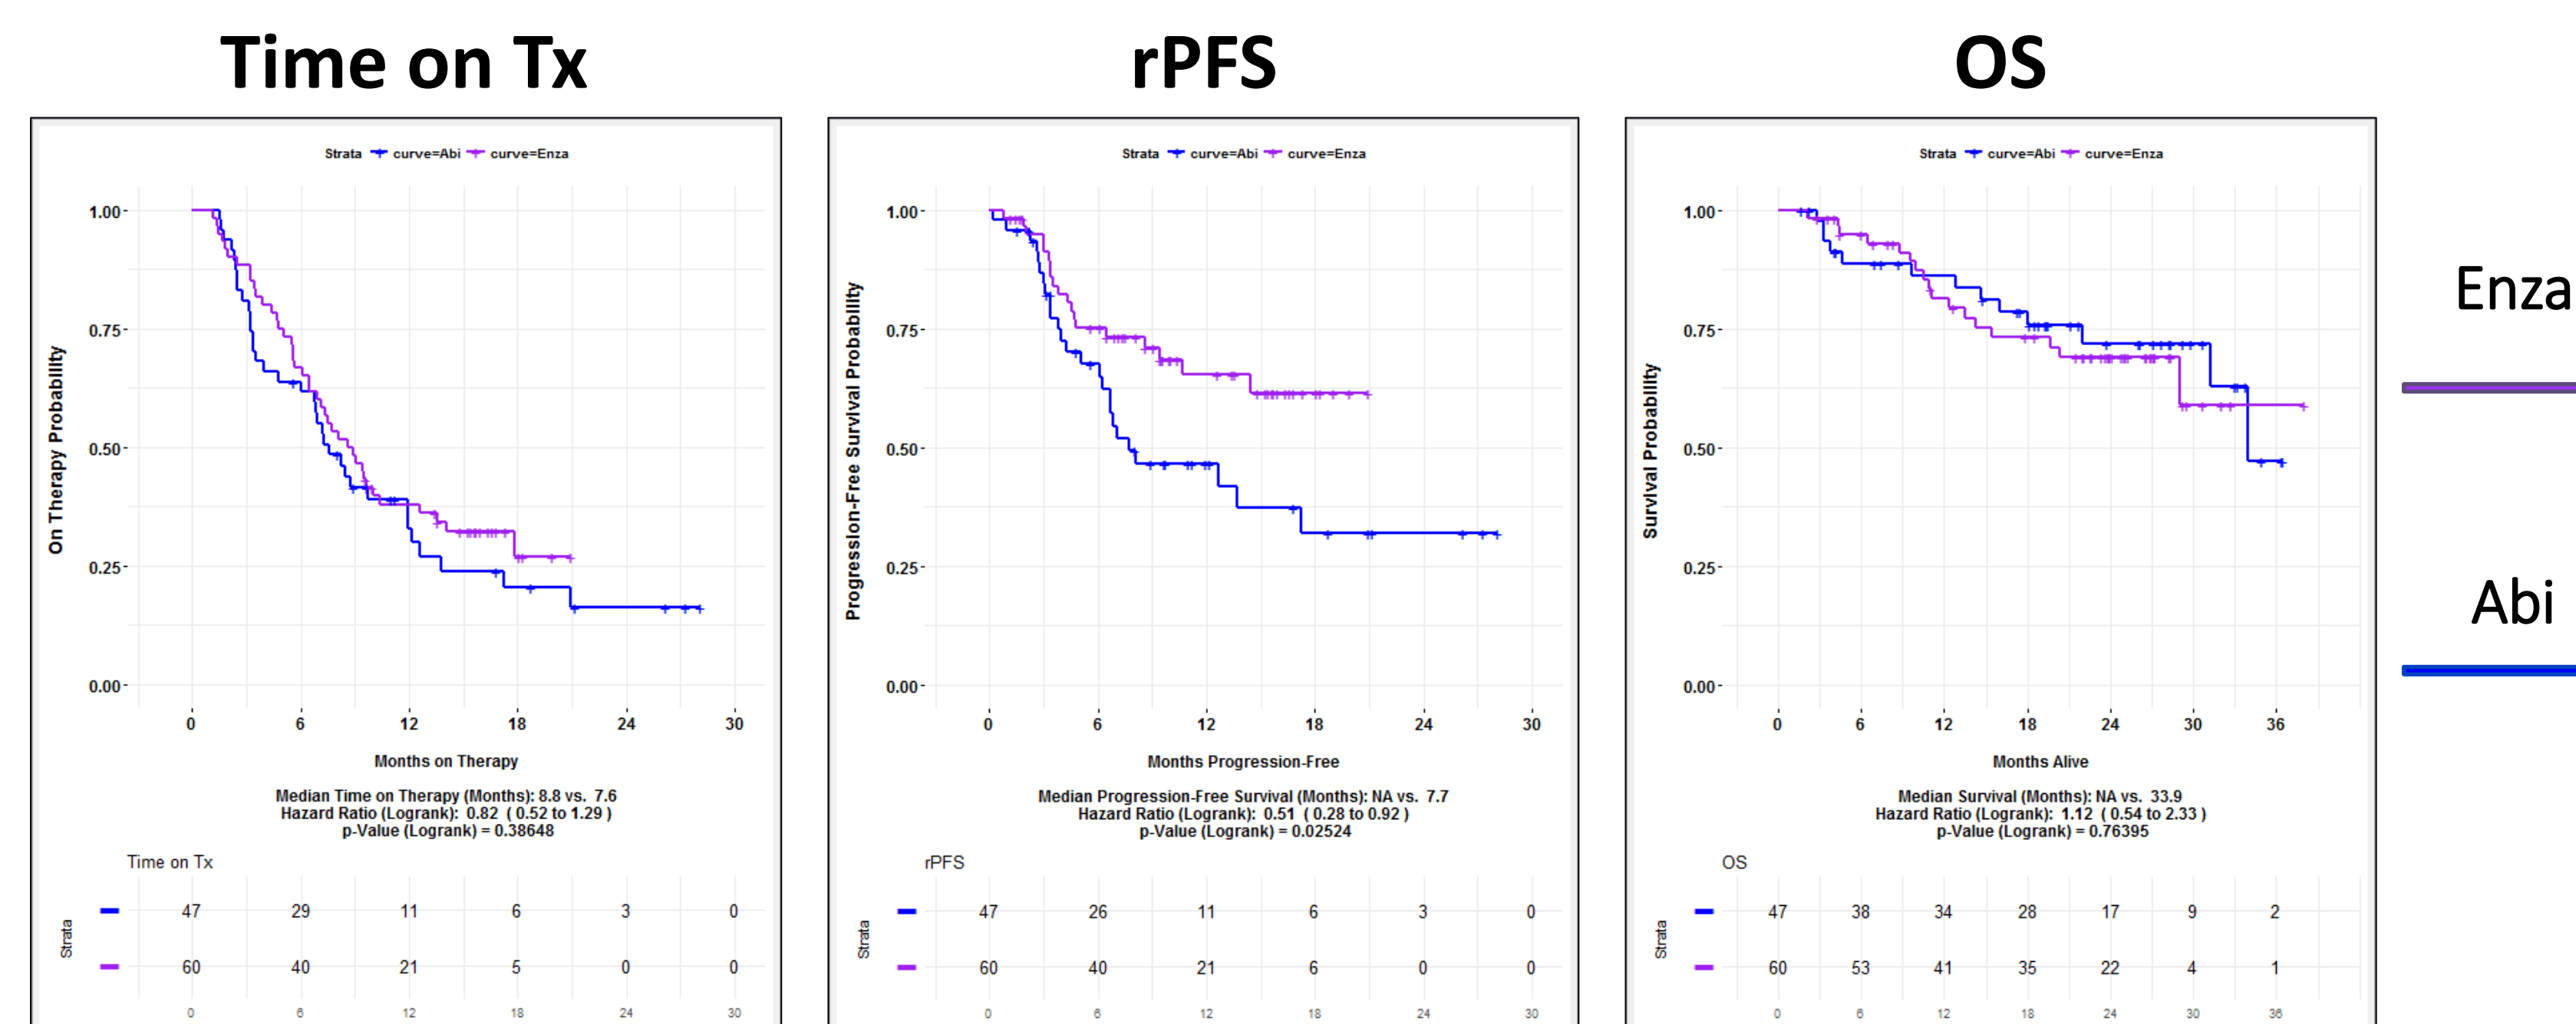 Time on Tx
rPFS
OS
Strata curve=Abi curve=Enza
1.00
0.75
0.50
0.25
0.00
On Therapy Probability
0 6 12 18 24 30
Months on Therapy
Median Time on Therapy (Months): 8.8 vs. 7.6
Hazard Ratio (Logrank): 0.82 ( 0.52 to 1.29 )
p-Value (Logrank) = 0.38648
Time on Tx
Strata
47 29 11 6 3 0
60 40 21 5 0 0
0 6 12 18 24 30
Strata curve=Abi curve=Enza
1.00
0.75
0.50
0.25
0.00
Progression-Free Survival Probability
0 6 12 18 24 30
Months Progression-Free
Median Progression-Free Survival (Months): NA vs. 7.7
Hazard Ratio (Logrank): 0.51 ( 0.28 to 0.92 )
p-Value (Logrank) = 0.02524
rPFS
Strata
47 26 11 6 3 0
60 40 21 6 0 0
0 6 12 18 24 30
Strata curve=Abi curve=Enza
1.00
0.75
0.50
0.25
0.00
Survival Probability
0 6 12 18 24 30 36
Months Alive
Median Survival (Months): NA vs. 33.9
Hazard Ratio (Logrank): 1.12 ( 0.54 to 2.33 )
p-Value (Logrank) = 0.76395
OS
Strata
47 38 34 28 17 9 2
60 53 41 35 22 4 1
0 6 12 18 24 30 36
Enza
Abi